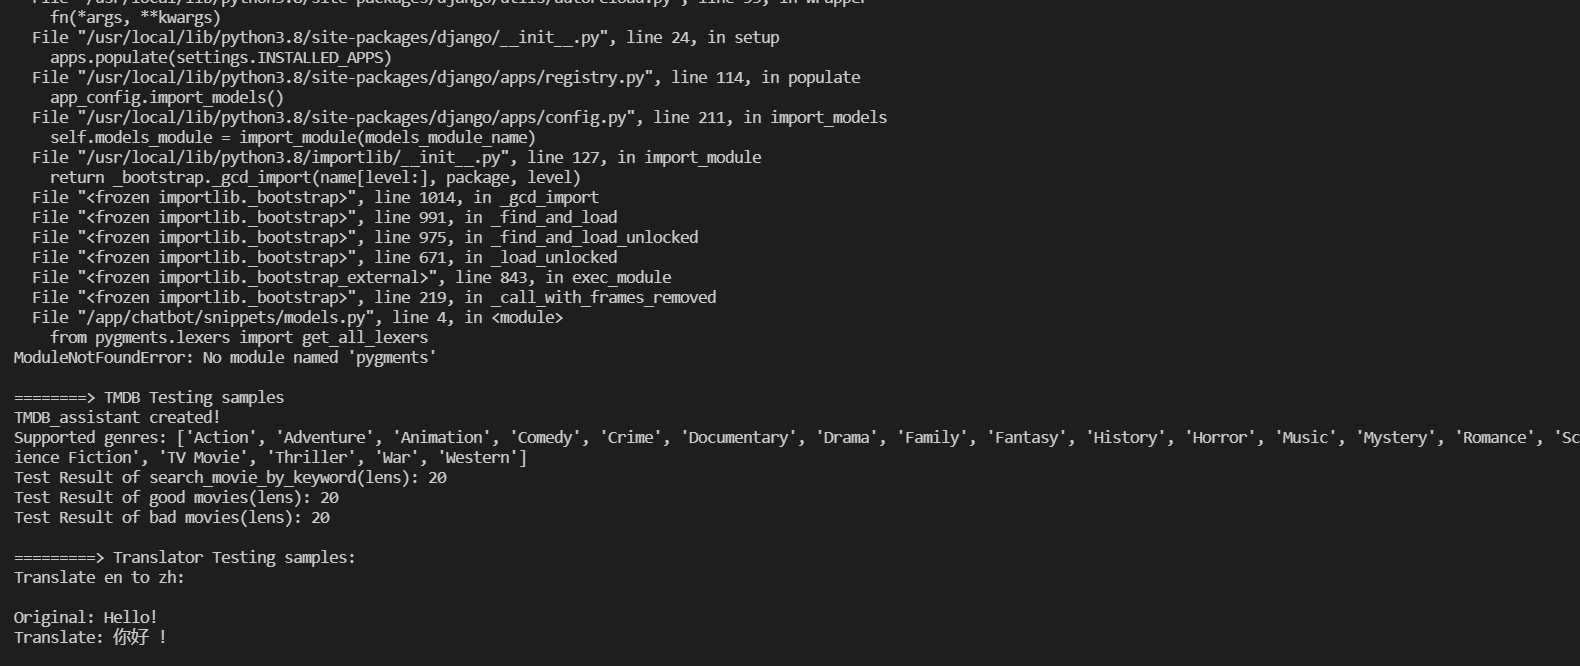 File "/usr/local/lib/python3.8/site-packages/django/utils/autoreload.py", line 53, in wrapper
fn(*args, **kwargs)
File "/usr/local/lib/python3.8/site-packages/django/__init__.py", line 24, in setup
apps.populate(settings.INSTALLED_APPS)
File "/usr/local/lib/python3.8/site-packages/django/apps/registry.py", line 114, in populate
app_config.import_models()
File "/usr/local/lib/python3.8/site-packages/django/apps/config.py", line 211, in import_models
self.models_module = import_module(models_module_name)
File "/usr/local/lib/python3.8/importlib/__init__.py", line 127, in import_module
return _bootstrap._gcd_import(name[level:], package, level)
File "<frozen importlib._bootstrap>", line 1014, in _gcd_import
File "<frozen importlib._bootstrap>", line 991, in _find_and_load
File "<frozen importlib._bootstrap>", line 975, in _find_and_load_unlocked
File "<frozen importlib._bootstrap>", line 671, in _load_unlocked
File "<frozen importlib._bootstrap_external>", line 843, in exec_module
File "<frozen importlib._bootstrap>", line 219, in _call_with_frames_removed
File "/app/chatbot/snippets/models.py", line 4, in <module>
from pygments.lexers import get_all_lexers
ModuleNotFoundError: No module named 'pygments'
========> TMDB Testing samples
TMDB_assistant created!
Supported genres: ['Action', 'Adventure', 'Animation', 'Comedy', 'Crime', 'Documentary', 'Drama', 'Family', 'Fantasy', 'History', 'Horror', 'Music', 'Mystery', 'Romance', 'Sc
ience Fiction', 'TV Movie', 'Thriller', 'War', 'Western']
Test Result of search_movie_by_keyword(lens): 20
Test Result of good movies(lens): 20
Test Result of bad movies(lens): 20
=========> Translator Testing samples:
Translate en to zh:
Original: Hello!
Translate: 你好 !